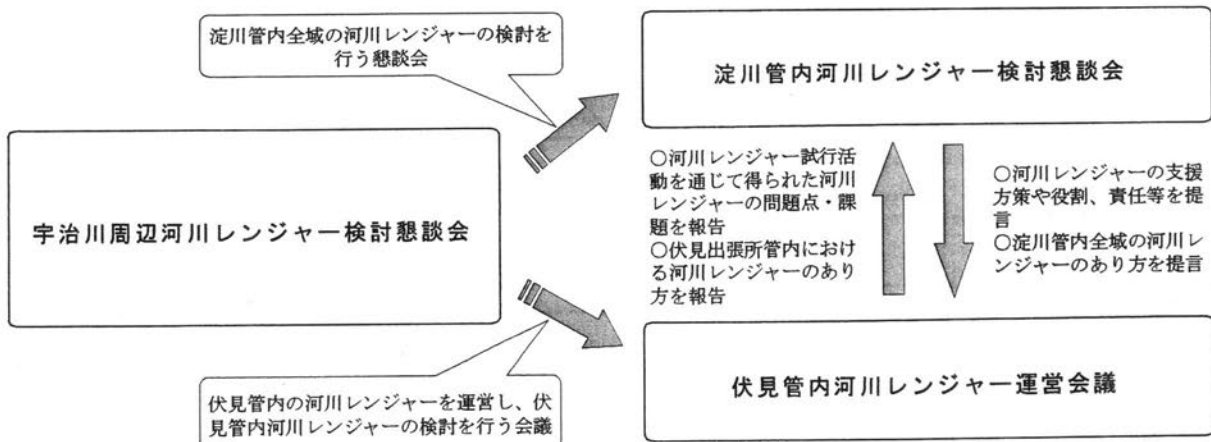 淀川管内全域の河川レンジャーの検討を
行う懇談会
淀川管内河川レンジャー検討懇談会
宇治川周辺河川レンジャー検討懇談会
○河川レンジャー試行活
動を通じて得られた河川
レンジャーの問題点・課
題を報告
○伏見出張所管内におけ
る河川レンジャーのあり
方を報告
○河川レンジャーの支援
方策や役割、責任等を提
言
○淀川管内全域の河川レ
ンジャーのあり方を提言
伏見管内の河川レンジャーを運営し、伏
見管内河川レンジャーの検討を行う会議
伏見管内河川レンジャー運営会議